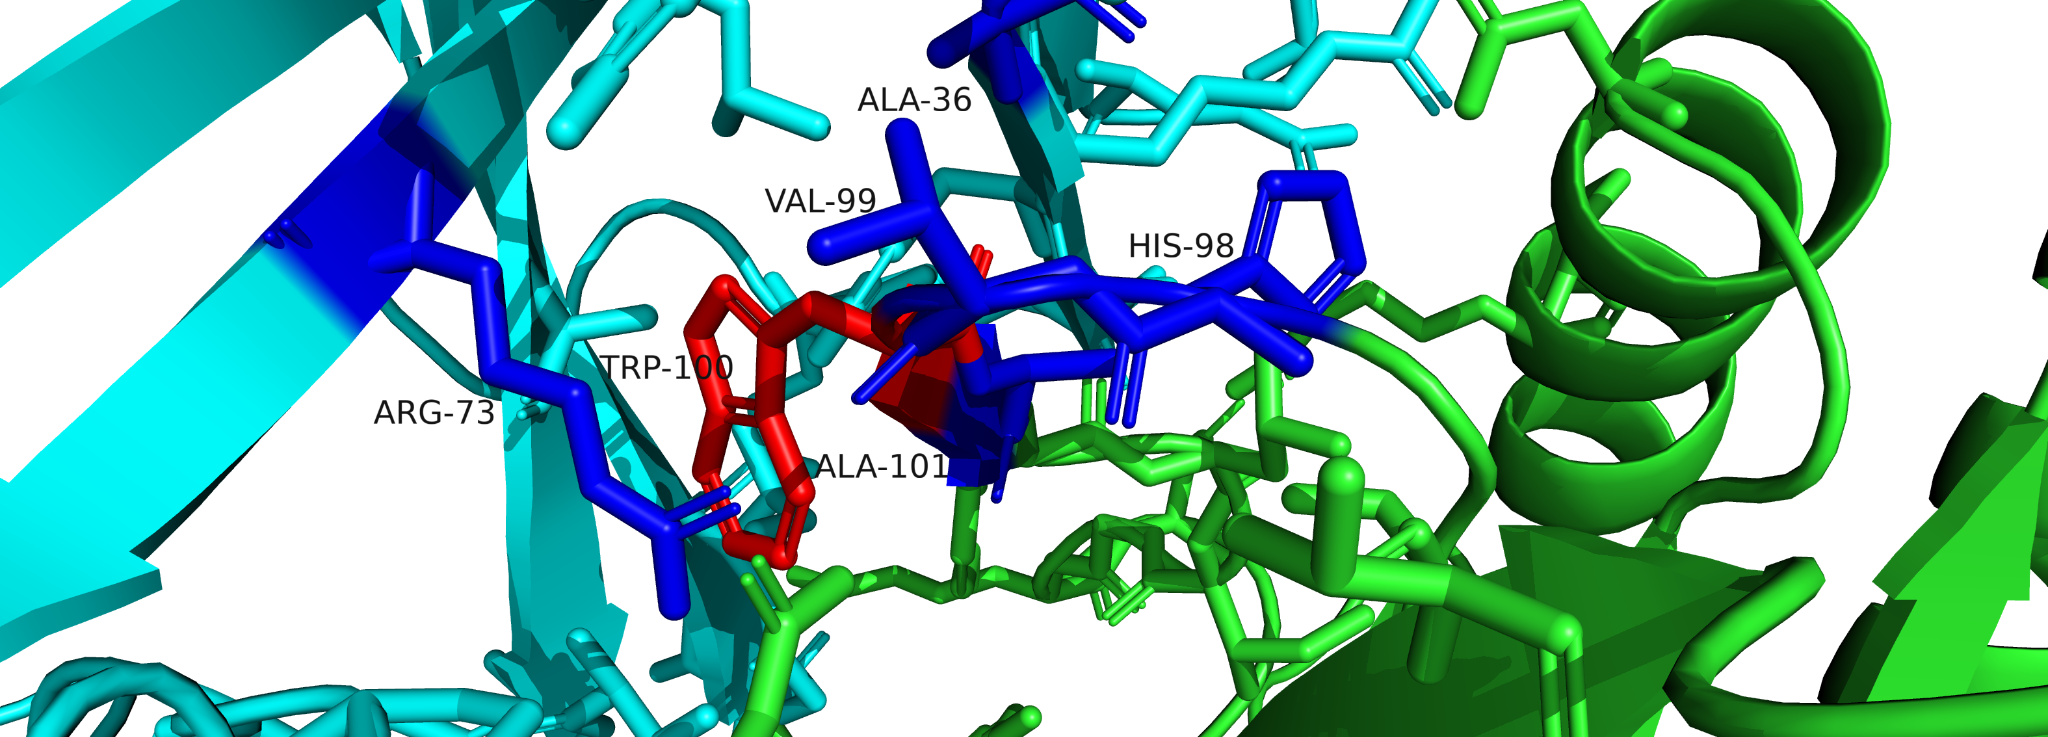 ALA-36
VAL-99
HIS-98
TRP-100
ARG-73
ALA-101